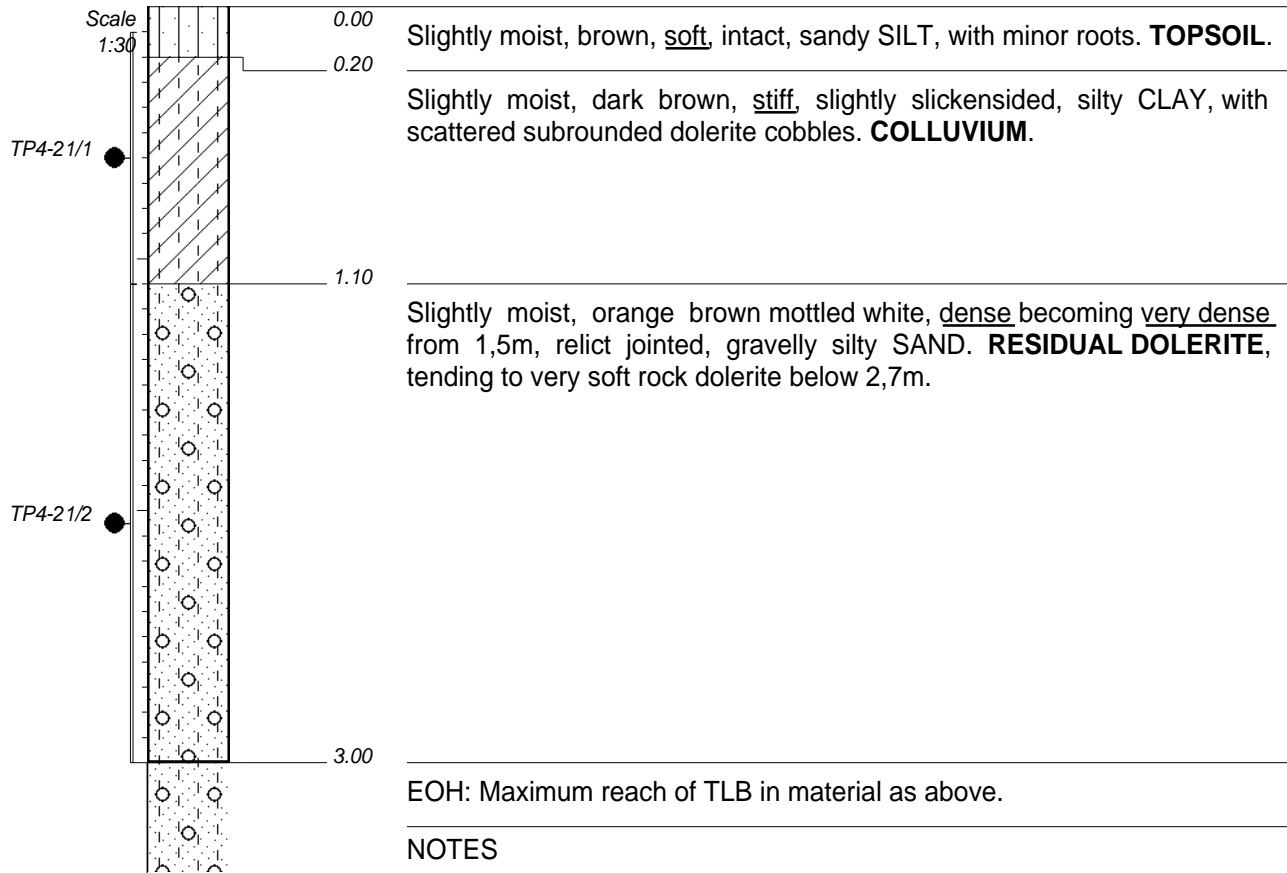 Scale
1:30
0.00
Slightly moist, brown, soft, intact, sandy SILT, with minor roots. TOPSOIL.
0.20
Slightly moist, dark brown, stiff, slightly slickensided, silty CLAY, with
scattered subrounded dolerite cobbles. COLLUVIUM.
TP4-21/1
1.10
Slightly moist, orange brown mottled white, dense becoming very dense
from 1,5m, relict jointed, gravelly silty SAND. RESIDUAL DOLERITE,
tending to very soft rock dolerite below 2,7m.
TP4-21/2
3.00
EOH: Maximum reach of TLB in material as above.
NOTES